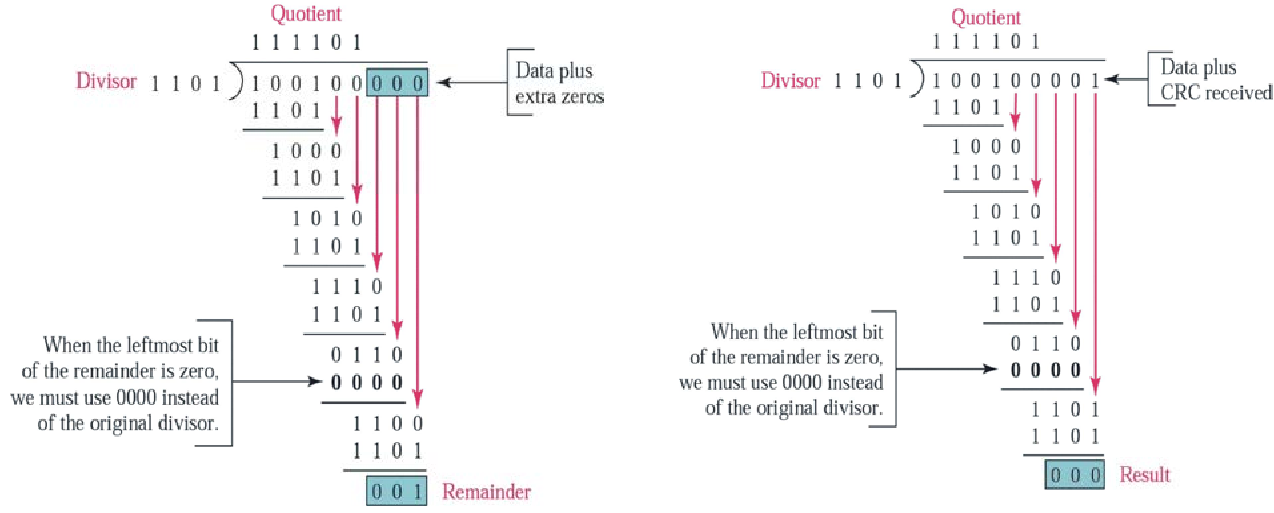 Quotient
1 1 1 1 0 1
Divisor 1 1 0 1 1 0 0 1 0 0 0 0 0
Data plus
extra zeros
1 1 0 1
1 0 0 0
1 1 0 1
1 0 1 0
1 1 0 1
1 1 1 0
1 1 0 1
When the leftmost bit
of the remainder is zero,
we must use 0000 instead
of the original divisor.
0 1 1 0
0 0 0 0
1 1 0 0
1 1 0 1
0 0 1 Remainder
Quotient
1 1 1 1 0 1
Divisor 1 1 0 1 1 0 0 1 0 0 0 0 1
Data plus
CRC received
1 1 0 1
1 0 0 0
1 1 0 1
1 0 1 0
1 1 0 1
1 1 1 0
1 1 0 1
When the leftmost bit
of the remainder is zero,
we must use 0000 instead
of the original divisor.
0 1 1 0
0 0 0 0
1 1 0 1
1 1 0 1
0 0 0 Result